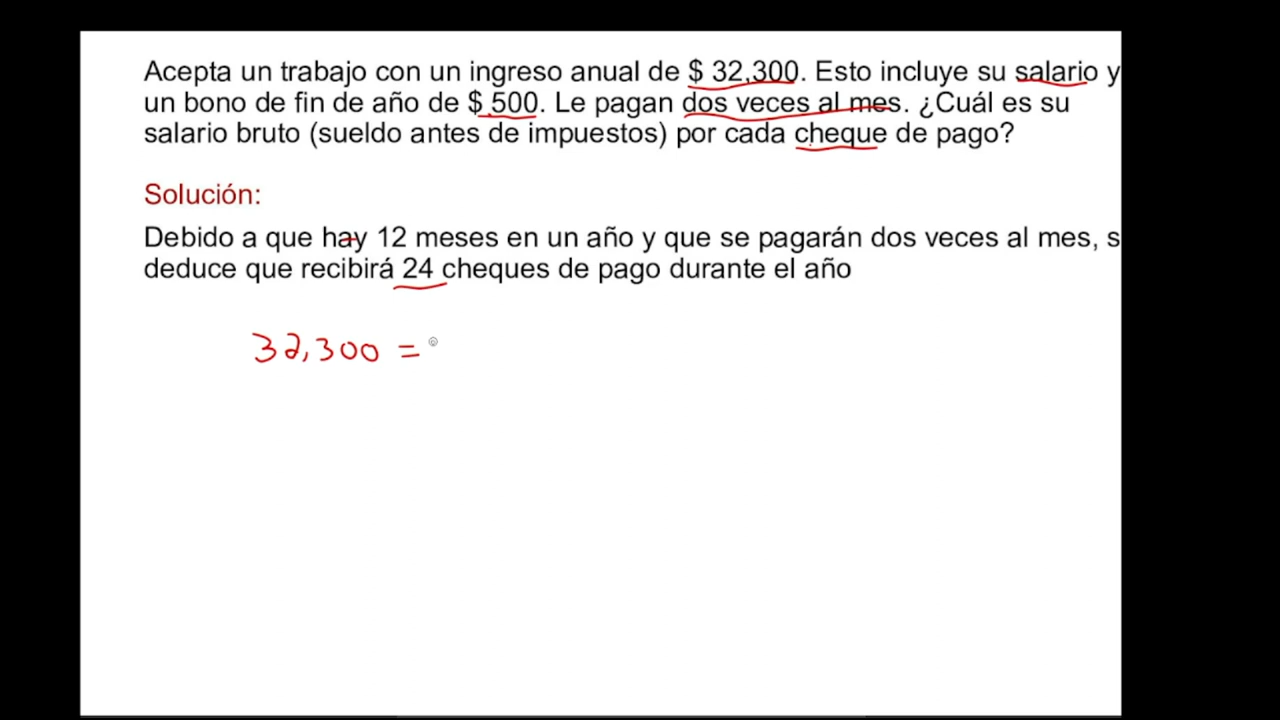 Acepta un trabajo con un ingreso anual de $ 32,300. Esto incluye su salario y
un bono de fin de año de $ 500. Le pagan dos veces al mes. ¿Cuál es su
salario bruto (sueldo antes de impuestos) por cada cheque de pago?
Solución:
Debido a que hay 12 meses en un año y que se pagarán dos veces al mes, s
deduce que recibirá 24 cheques de pago durante el año
32,300 =